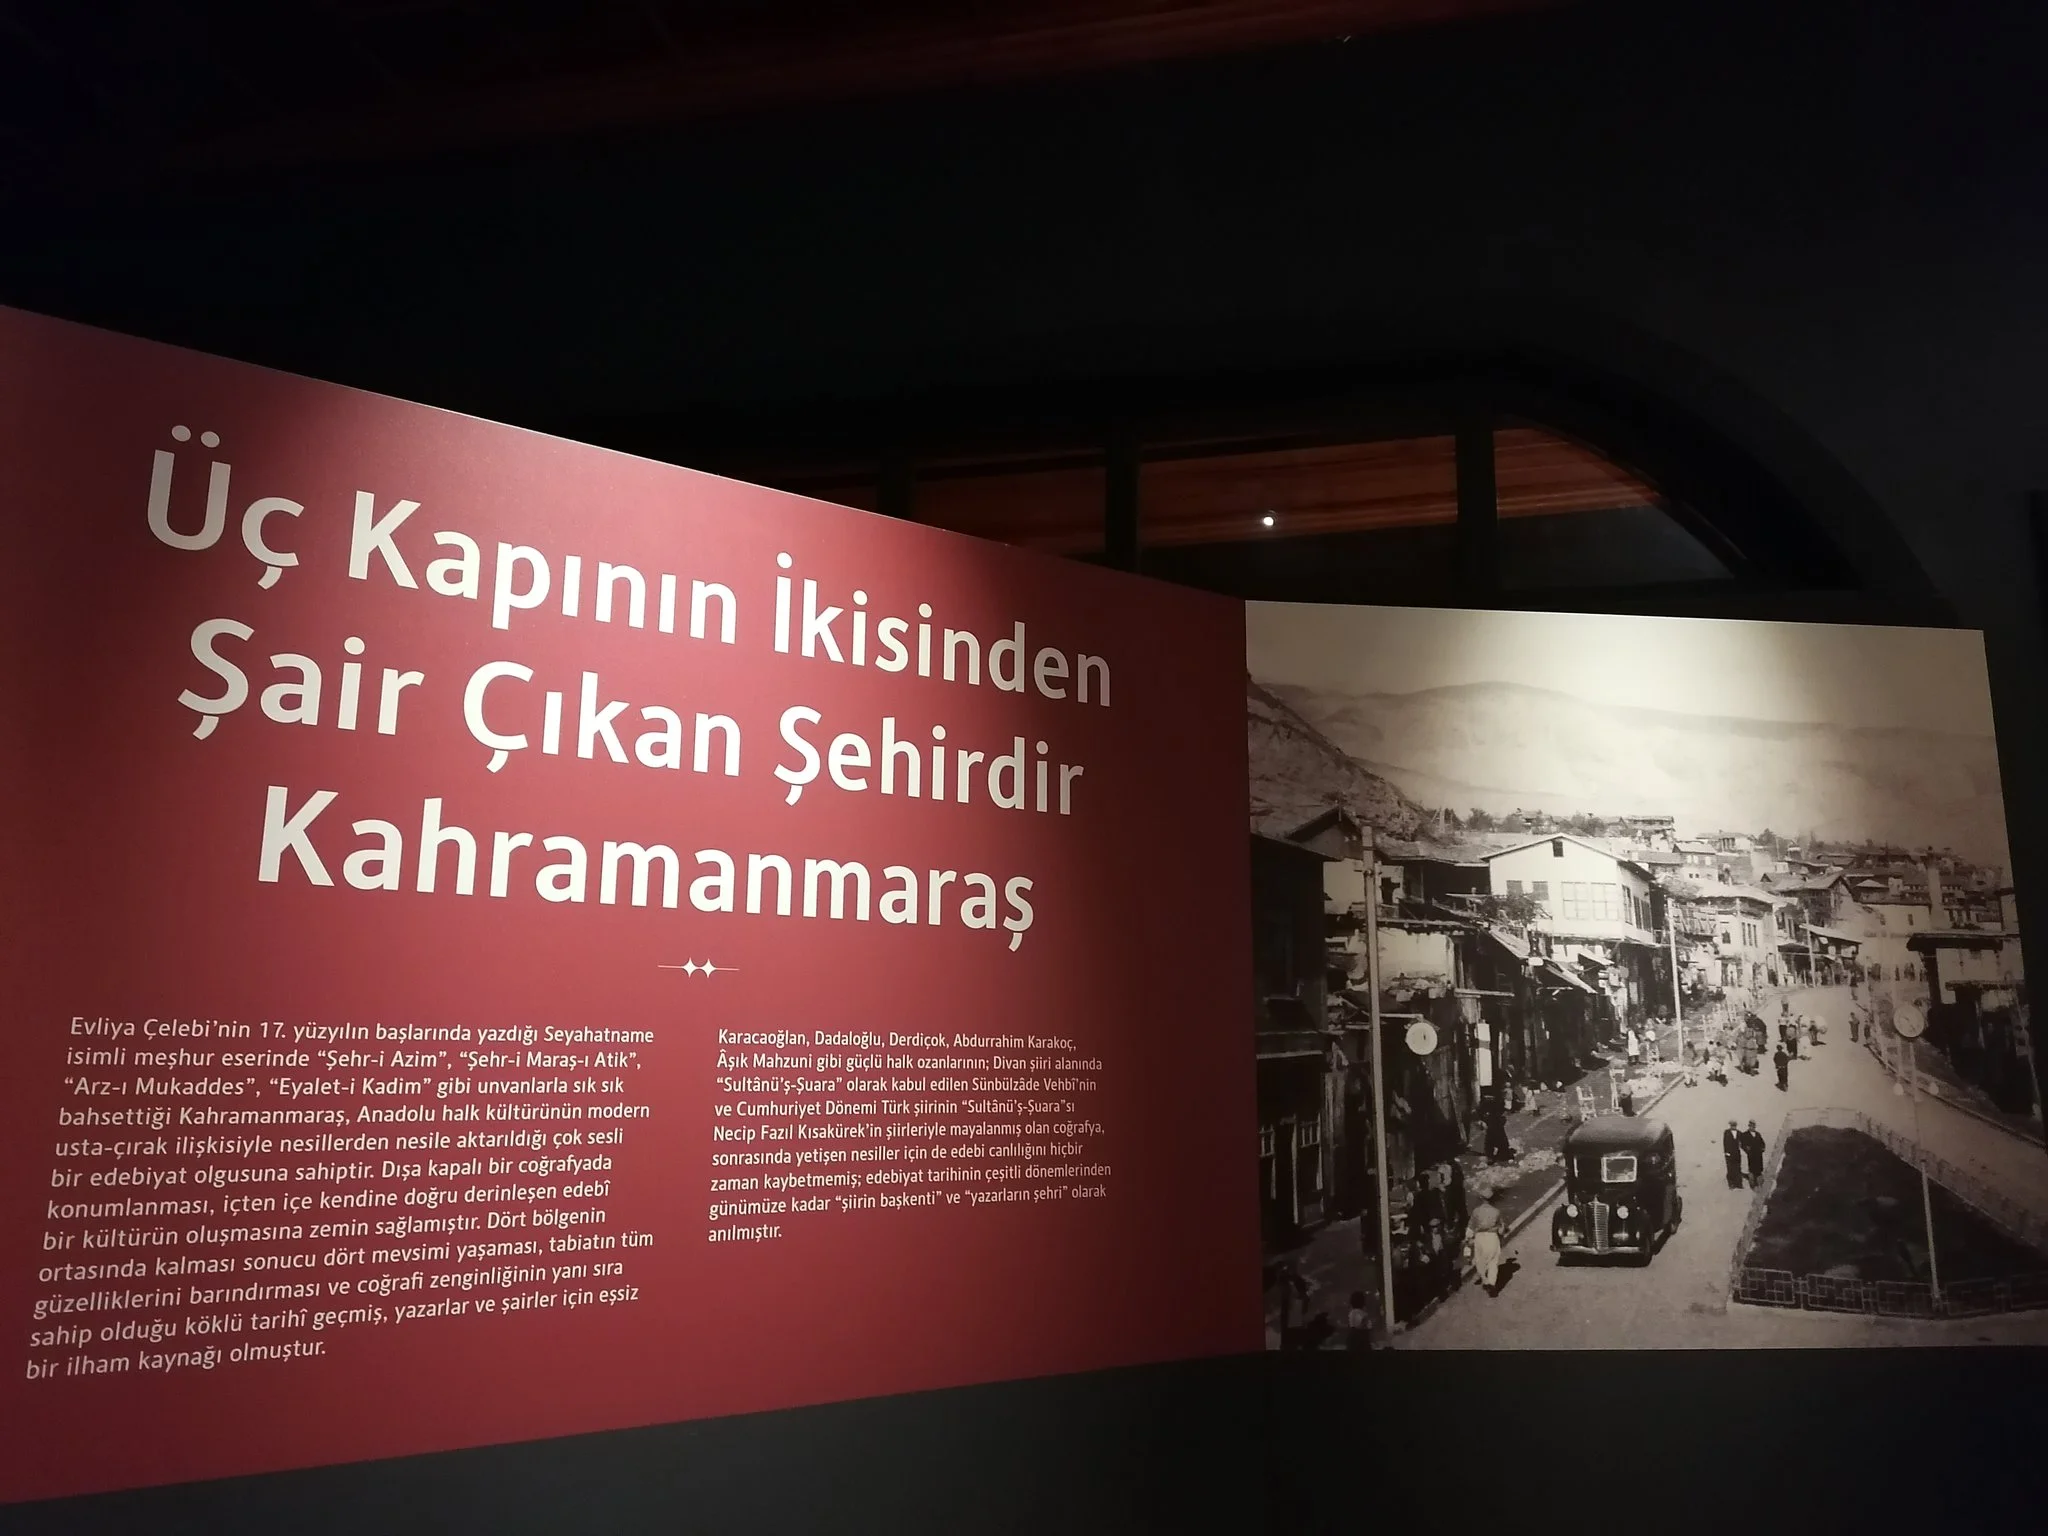 Üç Kapının İkisinden
Şair Çıkan Şehirdir
Kahramanmaraş
Evliya Çelebi’nin 17. yüzyılın başlarında yazdığı Seyahatname
isimli meşhur eserinde “Şehr-i Azim”, “Şehr-i Maraş-ı Atik”,
“Arz-ı Mukaddes”, “Eyalet-i Kadim” gibi unvanlarla sık sık
bahsettiği Kahramanmaraş, Anadolu halk kültürünün modern
usta-çırak ilişkisiyle nesillerden nesile aktarıldığı çok sesli
bir edebiyat olgusuna sahiptir. Dışa kapalı bir coğrafyada
konumlanması, içten içe kendine doğru derinleşen edebî
bir kültürün oluşmasına zemin sağlamıştır. Dört bölgenin
ortasında kalması sonucu dört mevsimi yaşaması, tabiatın tüm
güzelliklerini barındırması ve coğrafi zenginliğinin yanı sıra
sahip olduğu köklü tarihî geçmiş, yazarlar ve şairler için eşsiz
bir ilham kaynağı olmuştur.
Karacaoğlan, Dadaloğlu, Derdiçok, Abdurrahim Karakoç,
Âşık Mahzuni gibi güçlü halk ozanlarının; Divan şiiri alanında
“Sultânü’ş-Şuara” olarak kabul edilen Sünbülzâde Vehbî’nin
ve Cumhuriyet Dönemi Türk şiirinin “Sultânü’ş-Şuara”sı
Necip Fazıl Kısakürek’in şiirleriyle mayalanmış olan coğrafya,
sonrasında yetişen nesiller için de edebi canlılığını hiçbir
zaman kaybetmemiş; edebiyat tarihinin çeşitli dönemlerinden
günümüze kadar “şiirin başkenti” ve “yazarların şehri” olarak
anılmıştır.